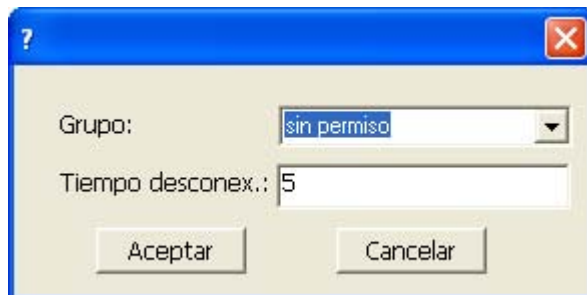 ?
Grupo: sin permiso
Tiempo desconex.: 5
Aceptar Cancelar